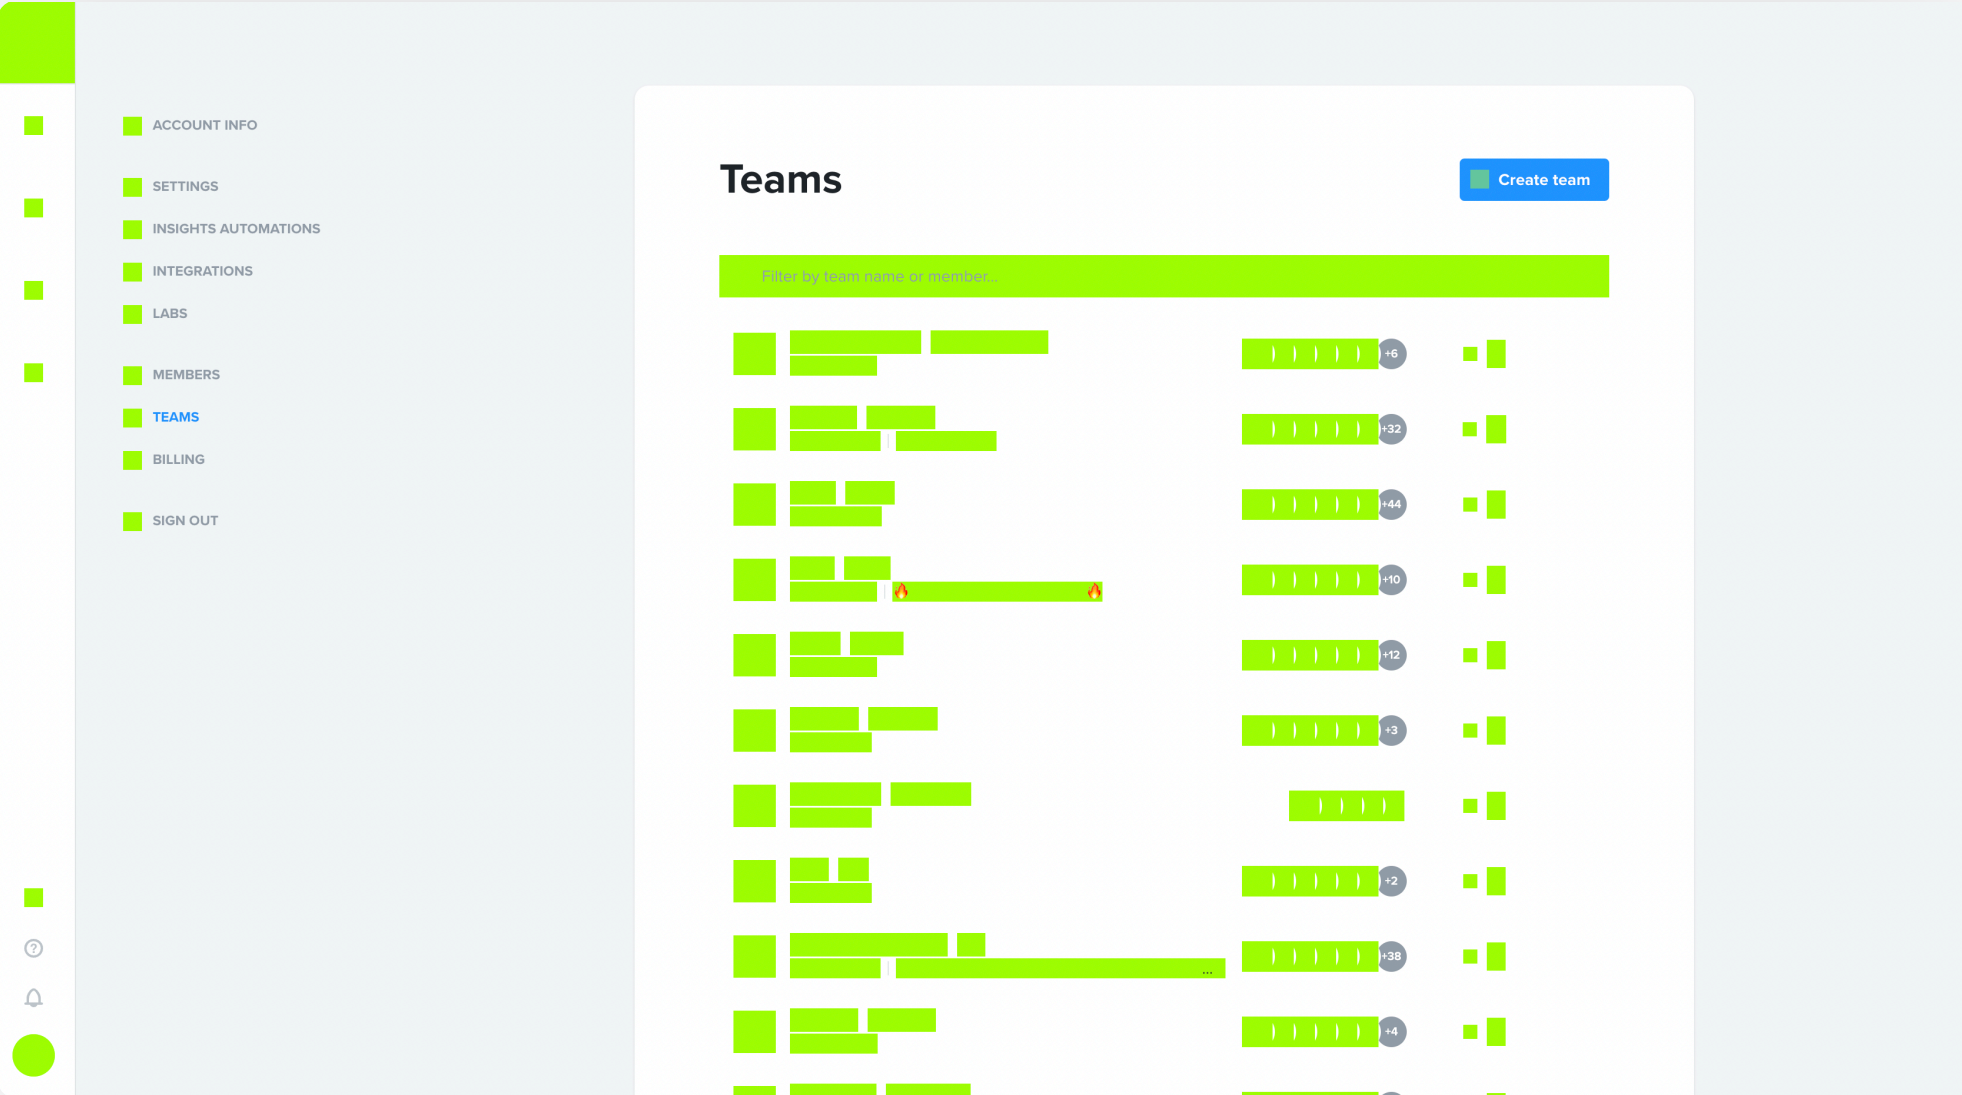 ACCOUNT INFO
SETTINGS
INSIGHTS AUTOMATIONS
INTEGRATIONS
LABS
MEMBERS
TEAMS
BILLING
SIGN OUT
Teams
Create team
Filter by team name or member...
+6
+32
+44
🔥 🔥
+10
+12
+3
+2
...
+38
+4